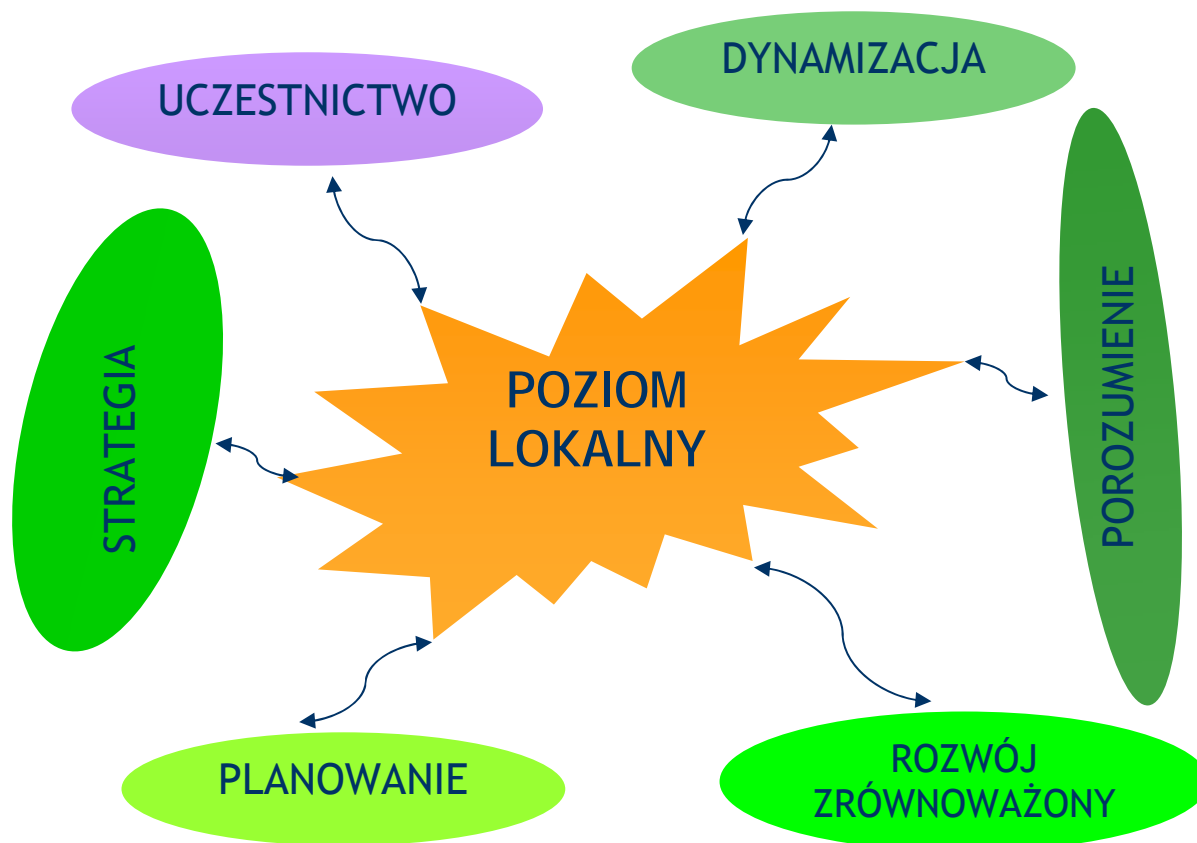 DYNAMIZACJA
UCZESTNICTWO
POROZUMIENIE
STRATEGIA
POZIOM
LOKALNY
PLANOWANIE
ROZWÓJ
ZRÓWNOWAŻONY